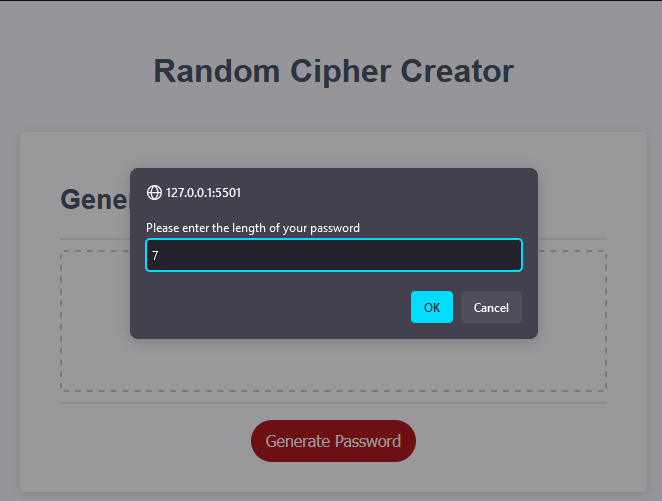 Random Cipher Creator
Gene
127.0.0.1:5501
Please enter the length of your password
7
OK
Cancel
Generate Password